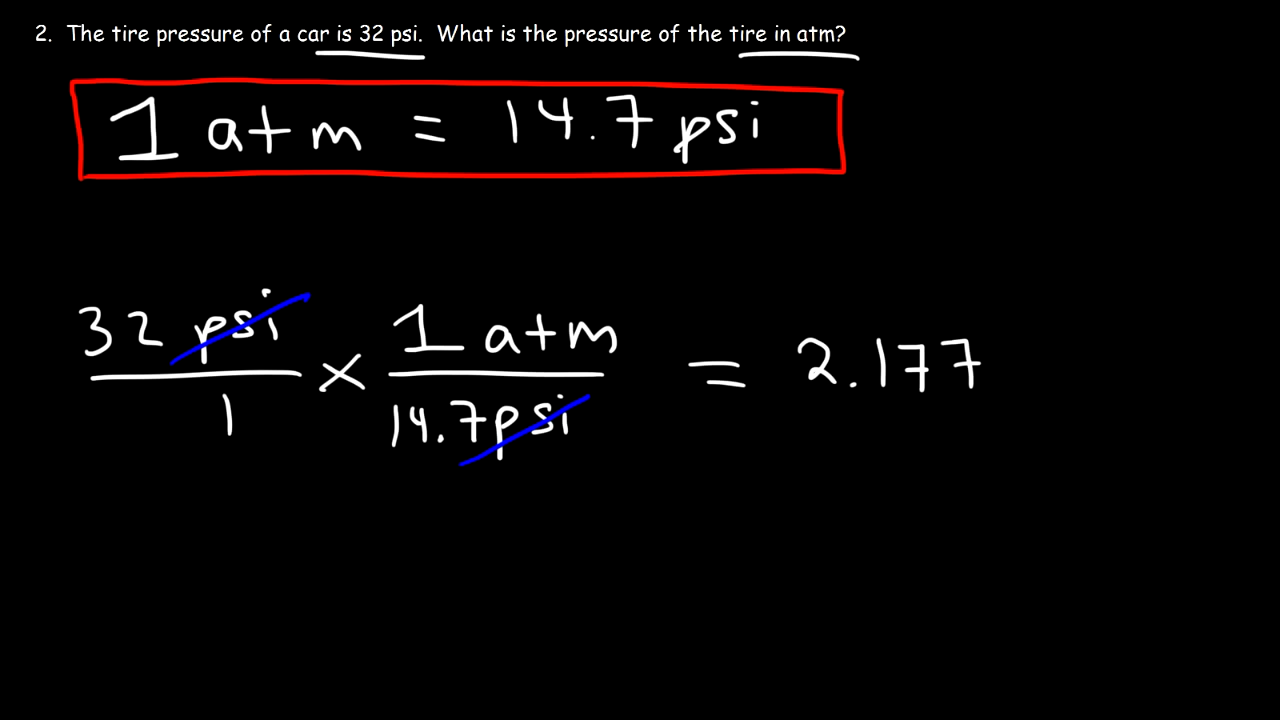 2. The tire pressure of a car is 32 psi. What is the pressure of the tire in atm?
1 atm = 14.7 psi
32 psi / 1 × 1 atm / 14.7 psi = 2.177